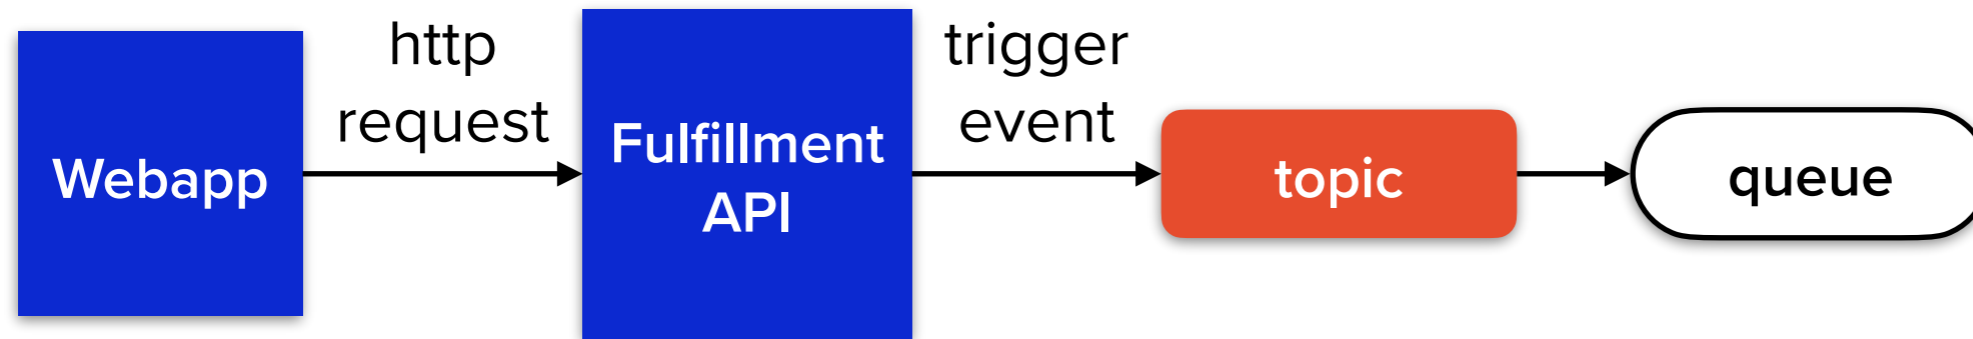 Webapp
http
request
Fulfillment
API
trigger
event
topic
queue